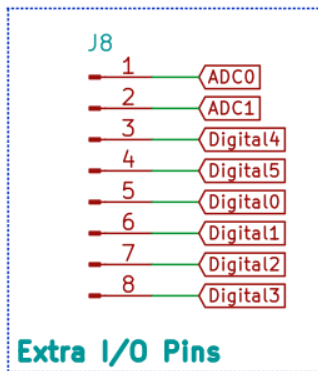 J8
1 ADC0
2 ADC1
3 Digital4
4 Digital5
5 Digital0
6 Digital1
7 Digital2
8 Digital3
Extra I/O Pins